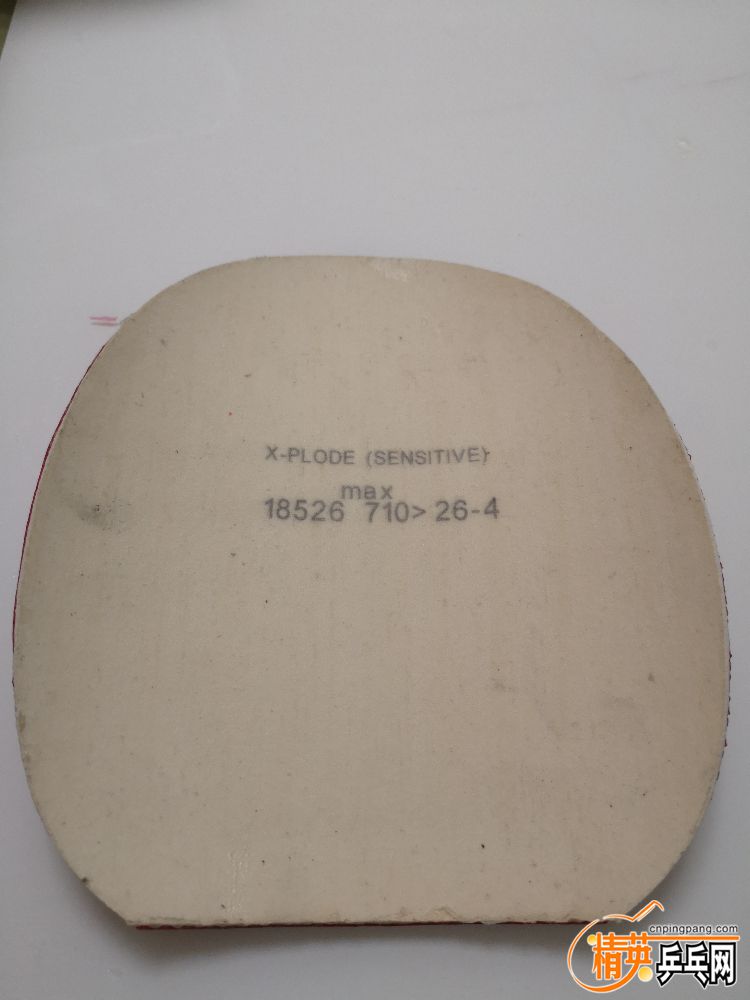 X-PLODE (SENSITIVE)
max
18526 710> 26-4
cnpingpang.com
精英乒乓网